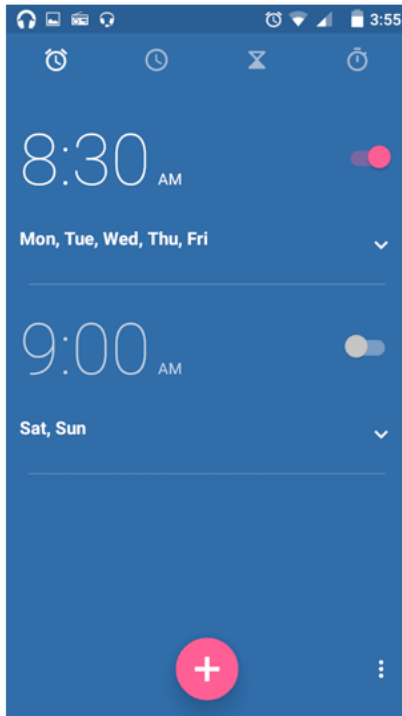 3:55
8:30 AM
Mon, Tue, Wed, Thu, Fri
9:00 AM
Sat, Sun